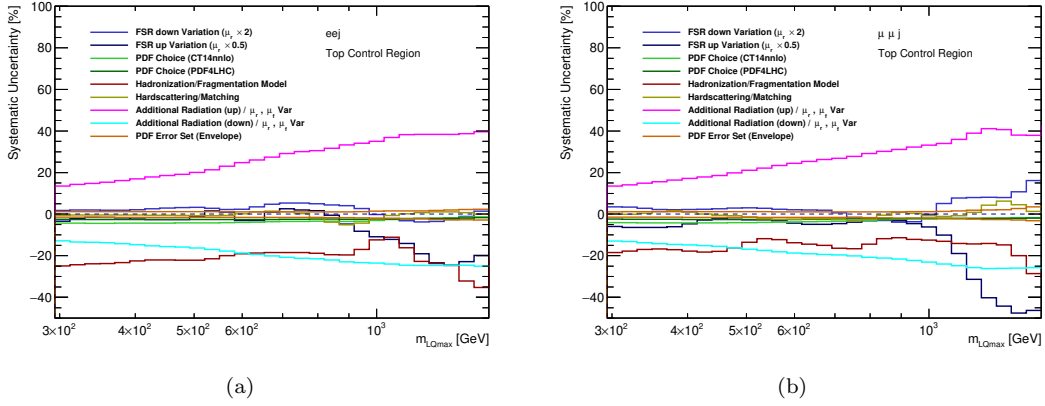 Systematic Uncertainty [%]
100
80
60
40
20
0
−20
−40
FSR down Variation (μr × 2)
FSR up Variation (μr × 0.5)
PDF Choice (CT14nnlo)
PDF Choice (PDF4LHC)
Hadronization/Fragmentation Model
Hardscattering/Matching
Additional Radiation (up) / μr , μf Var
Additional Radiation (down) / μr , μf Var
PDF Error Set (Envelope)
eej
Top Control Region
3×10² 4×10² 5×10² 6×10² 10³
mLQmax [GeV]
(a)
Systematic Uncertainty [%]
100
80
60
40
20
0
−20
−40
FSR down Variation (μr × 2)
FSR up Variation (μr × 0.5)
PDF Choice (CT14nnlo)
PDF Choice (PDF4LHC)
Hadronization/Fragmentation Model
Hardscattering/Matching
Additional Radiation (up) / μr , μf Var
Additional Radiation (down) / μr , μf Var
PDF Error Set (Envelope)
μ μ j
Top Control Region
3×10² 4×10² 5×10² 6×10² 10³
mLQmax [GeV]
(b)